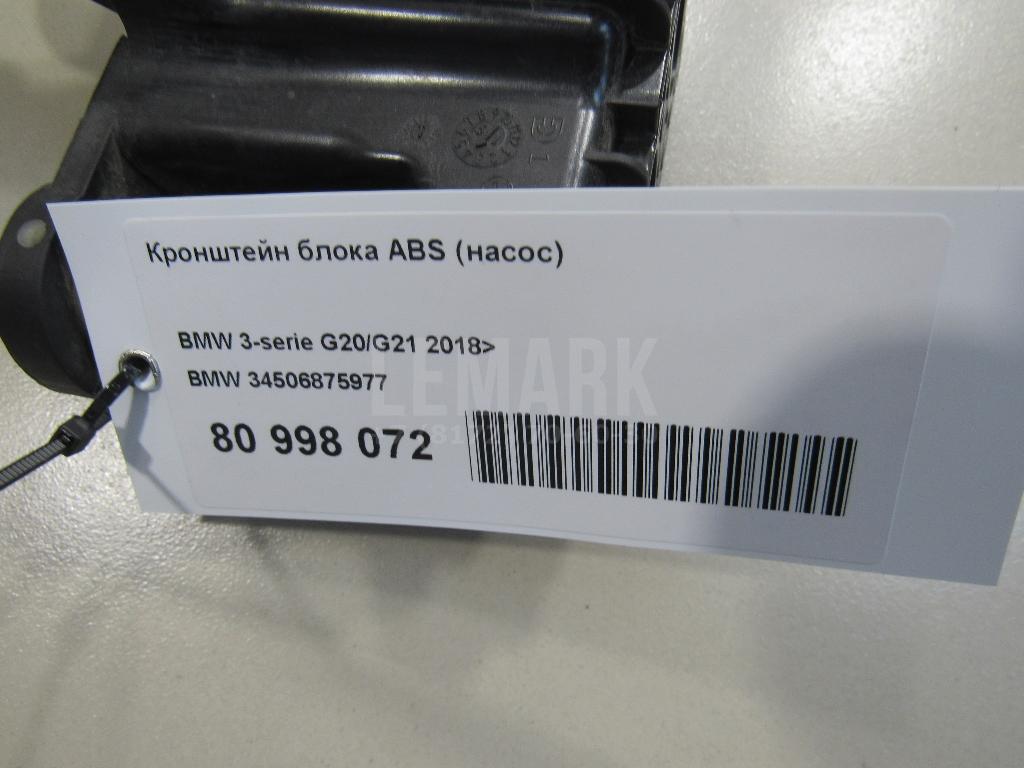 Кронштейн блока ABS (насос)
BMW 3-serie G20/G21 2018>
BMW 34506875977
80 998 072
LEMARK